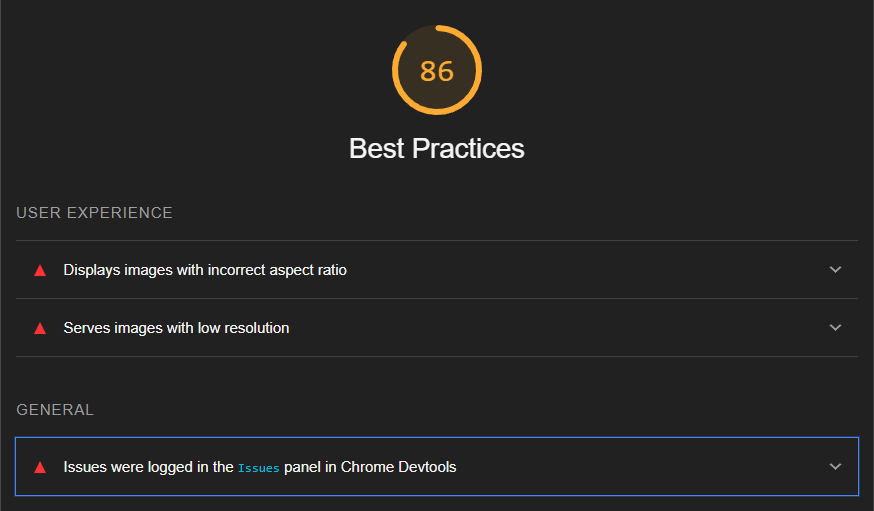 86
Best Practices
USER EXPERIENCE
Displays images with incorrect aspect ratio
Serves images with low resolution
GENERAL
Issues were logged in the Issues panel in Chrome Devtools